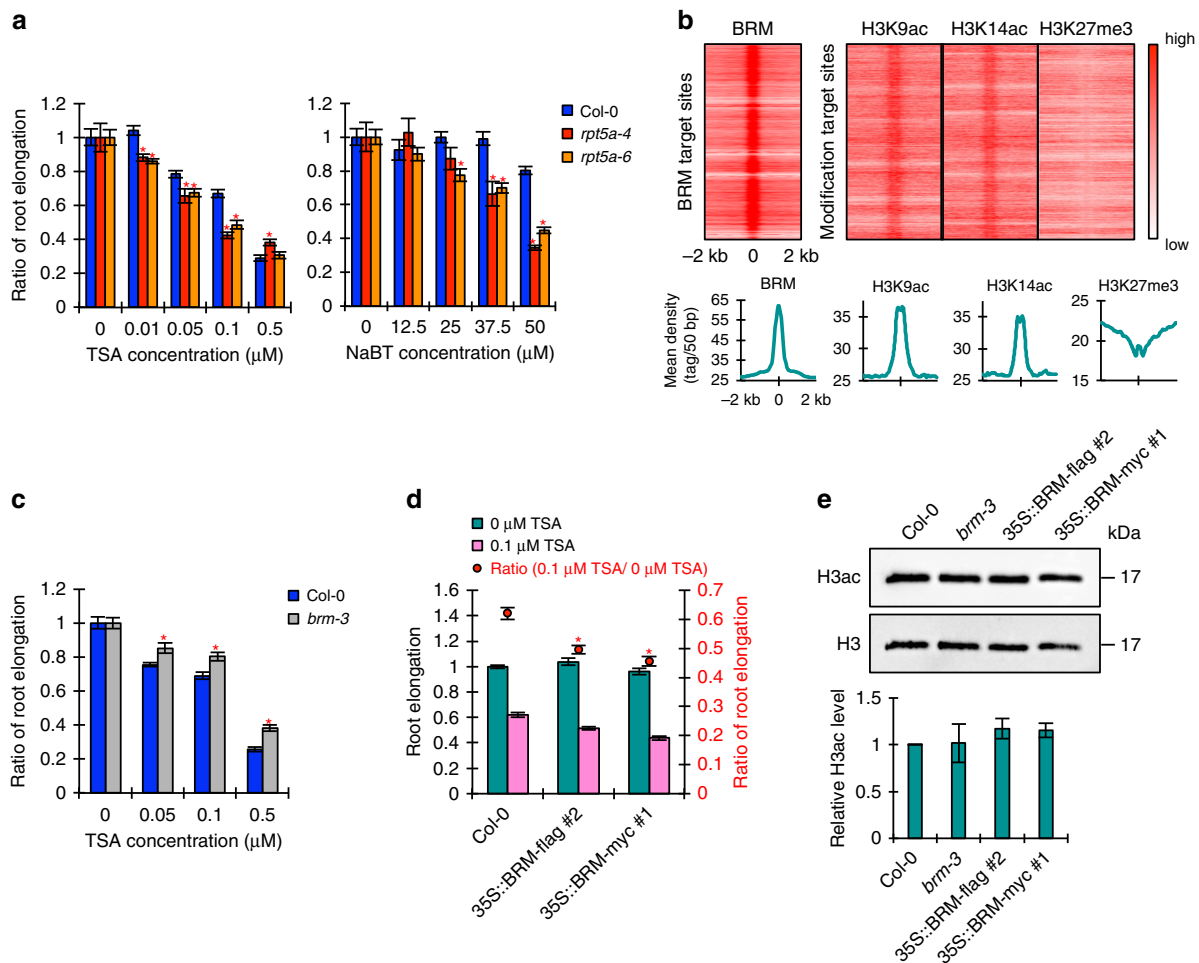 a
Ratio of root elongation
1.2
1
0.8
0.6
0.4
0.2
0
0 0.01 0.05 0.1 0.5
TSA concentration (μM)
1.2
1
0.8
0.6
0.4
0.2
0
0 12.5 25 37.5 50
NaBT concentration (μM)
Col-0
rpt5a-4
rpt5a-6
* * * * * * *
* * * * *
b
BRM H3K9ac H3K14ac H3K27me3
BRM target sites
Modification target sites
−2 kb 0 2 kb
high
low
Mean density
(tag/50 bp)
BRM
65
55
45
35
25
−2 kb 0 2 kb
H3K9ac
35
30
25
H3K14ac
35
30
25
H3K27me3
25
20
15
c
Ratio of root elongation
1.2
1
0.8
0.6
0.4
0.2
0
0 0.05 0.1 0.5
TSA concentration (μM)
Col-0
brm-3
* * *
d
0 μM TSA
0.1 μM TSA
Ratio (0.1 μM TSA/ 0 μM TSA)
Root elongation
1.6
1.4
1.2
1
0.8
0.6
0.4
0.2
0
* *
0.7
0.6
0.5
0.4
0.3
0.2
0.1
0
Ratio of root elongation
Col-0
35S::BRM-flag #2
35S::BRM-myc #1
e
Col-0
brm-3
35S::BRM-flag #2
35S::BRM-myc #1
kDa
H3ac
17
H3
17
Relative H3ac level
1.5
1
0.5
0
Col-0
brm-3
35S::BRM-flag #2
35S::BRM-myc #1